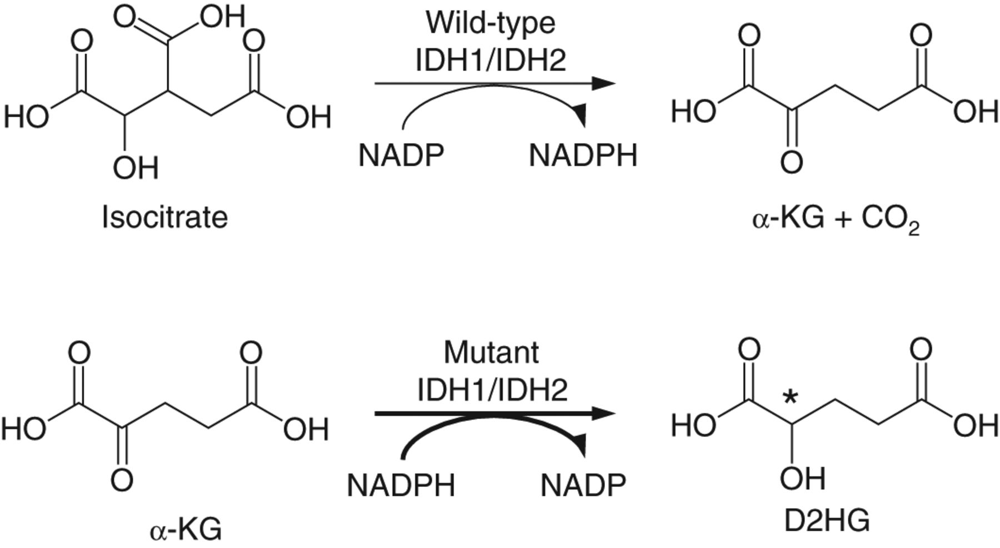 O
OH
O
O
HO
OH
OH
Isocitrate
Wild-type
IDH1/IDH2
NADP
NADPH
O
O
HO
OH
O
α-KG + CO₂
O
O
HO
OH
O
α-KG
Mutant
IDH1/IDH2
NADPH
NADP
O
O
*
HO
OH
OH
D2HG